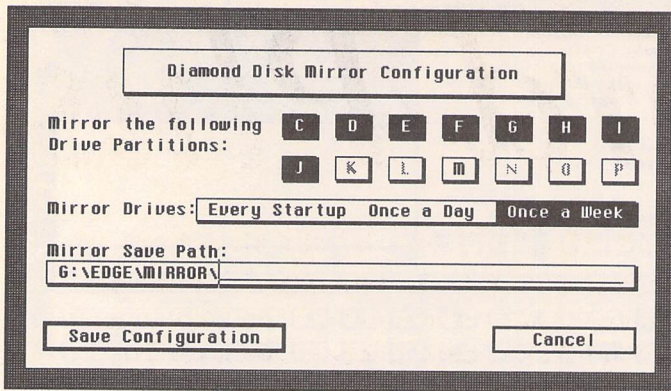 Diamond Disk Mirror Configuration
Mirror the following
Drive Partitions:
C D E F G H I
J K L M N O P
Mirror Drives: Every Startup Once a Day Once a Week
Mirror Save Path:
G:\EDGE\MIRROR\
Save Configuration Cancel